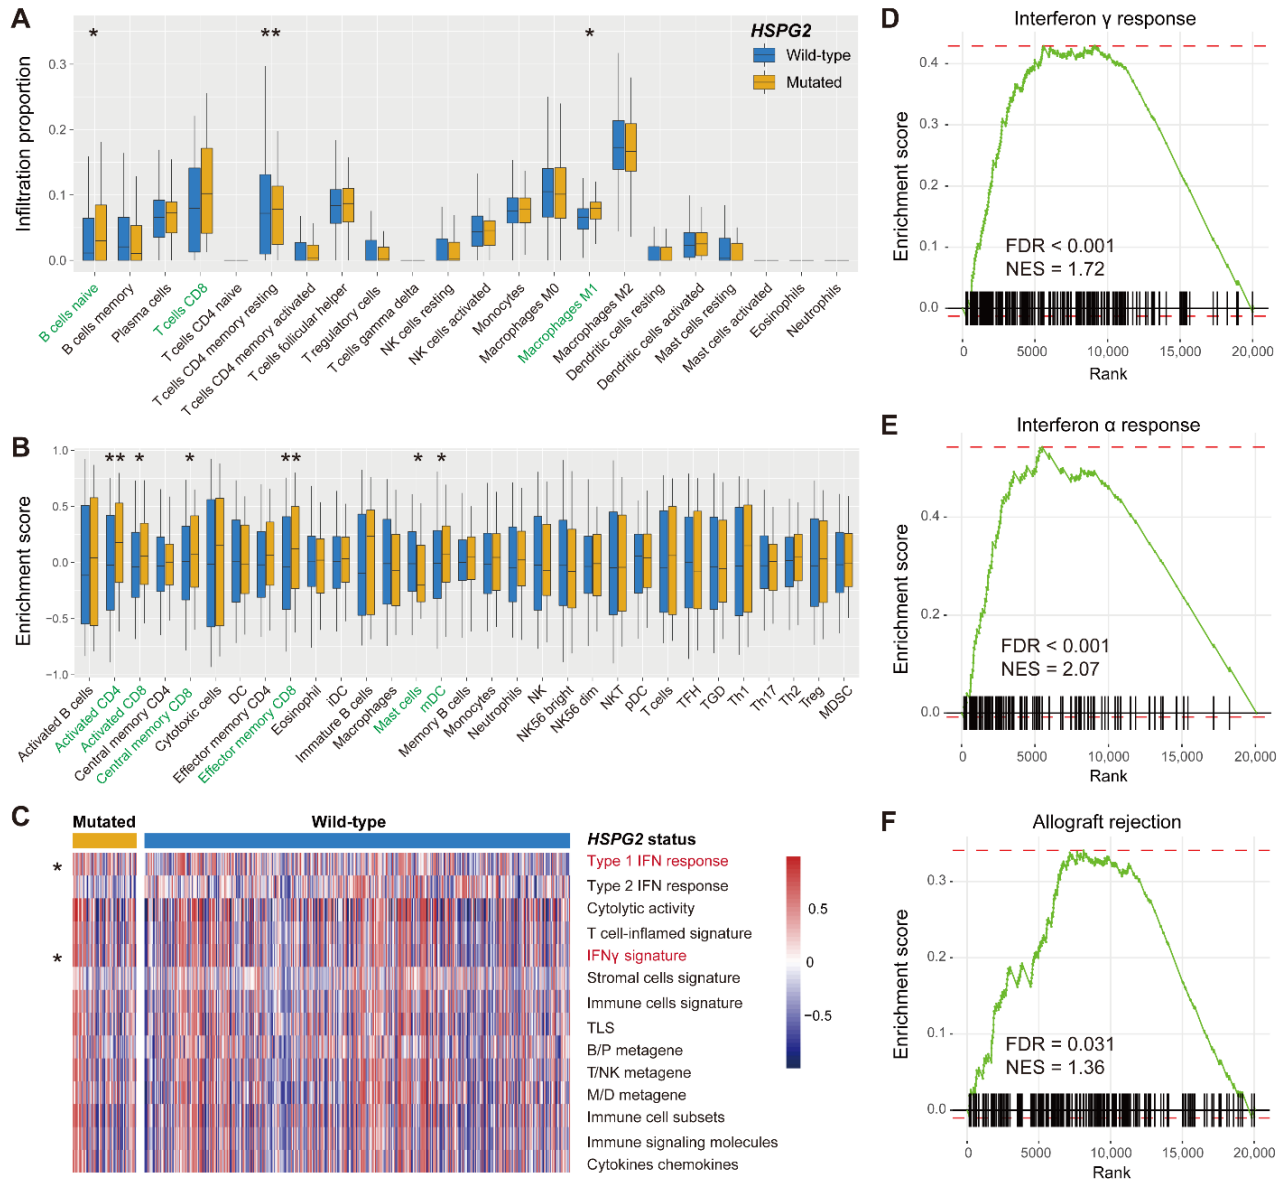 A
Infiltration proportion
0.3
0.2
0.1
0.0
*
**
*
HSPG2
Wild-type
Mutated
B cells naive
B cells memory
Plasma cells
T cells CD8
T cells CD4 naive
T cells CD4 memory resting
T cells CD4 memory activated
T cells follicular helper
T regulatory cells
T cells gamma delta
NK cells resting
NK cells activated
Monocytes
Macrophages M0
Macrophages M1
Macrophages M2
Dendritic cells resting
Dendritic cells activated
Mast cells resting
Mast cells activated
Eosinophils
Neutrophils
B
Enrichment score
1.0
0.5
0.0
−0.5
−1.0
**
*
*
**
*
*
Activated B cells
Activated CD4
Activated CD8
Central memory CD4
Central memory CD8
Cytotoxic cells
DC
Effector memory CD4
Effector memory CD8
Eosinophil
iDC
Immature B cells
Macrophages
Mast cells
mDC
Memory B cells
Monocytes
Neutrophils
NK
NK56 bright
NK56 dim
NKT
pDC
T cells
TFH
TGD
Th1
Th17
Th2
Treg
MDSC
C
Mutated
Wild-type
HSPG2 status
*
Type 1 IFN response
Type 2 IFN response
Cytolytic activity
T cell-inflamed signature
*
IFNγ signature
Stromal cells signature
Immune cells signature
TLS
B/P metagene
T/NK metagene
M/D metagene
Immune cell subsets
Immune signaling molecules
Cytokines chemokines
0.5
0
−0.5
D
Interferon γ response
Enrichment score
0.4
0.3
0.2
0.1
0.0
FDR < 0.001
NES = 1.72
0
5000
10,000
15,000
20,000
Rank
E
Interferon α response
Enrichment score
0.4
0.2
0.0
FDR < 0.001
NES = 2.07
0
5000
10,000
15,000
20,000
Rank
F
Allograft rejection
Enrichment score
0.3
0.2
0.1
0.0
FDR = 0.031
NES = 1.36
0
5000
10,000
15,000
20,000
Rank